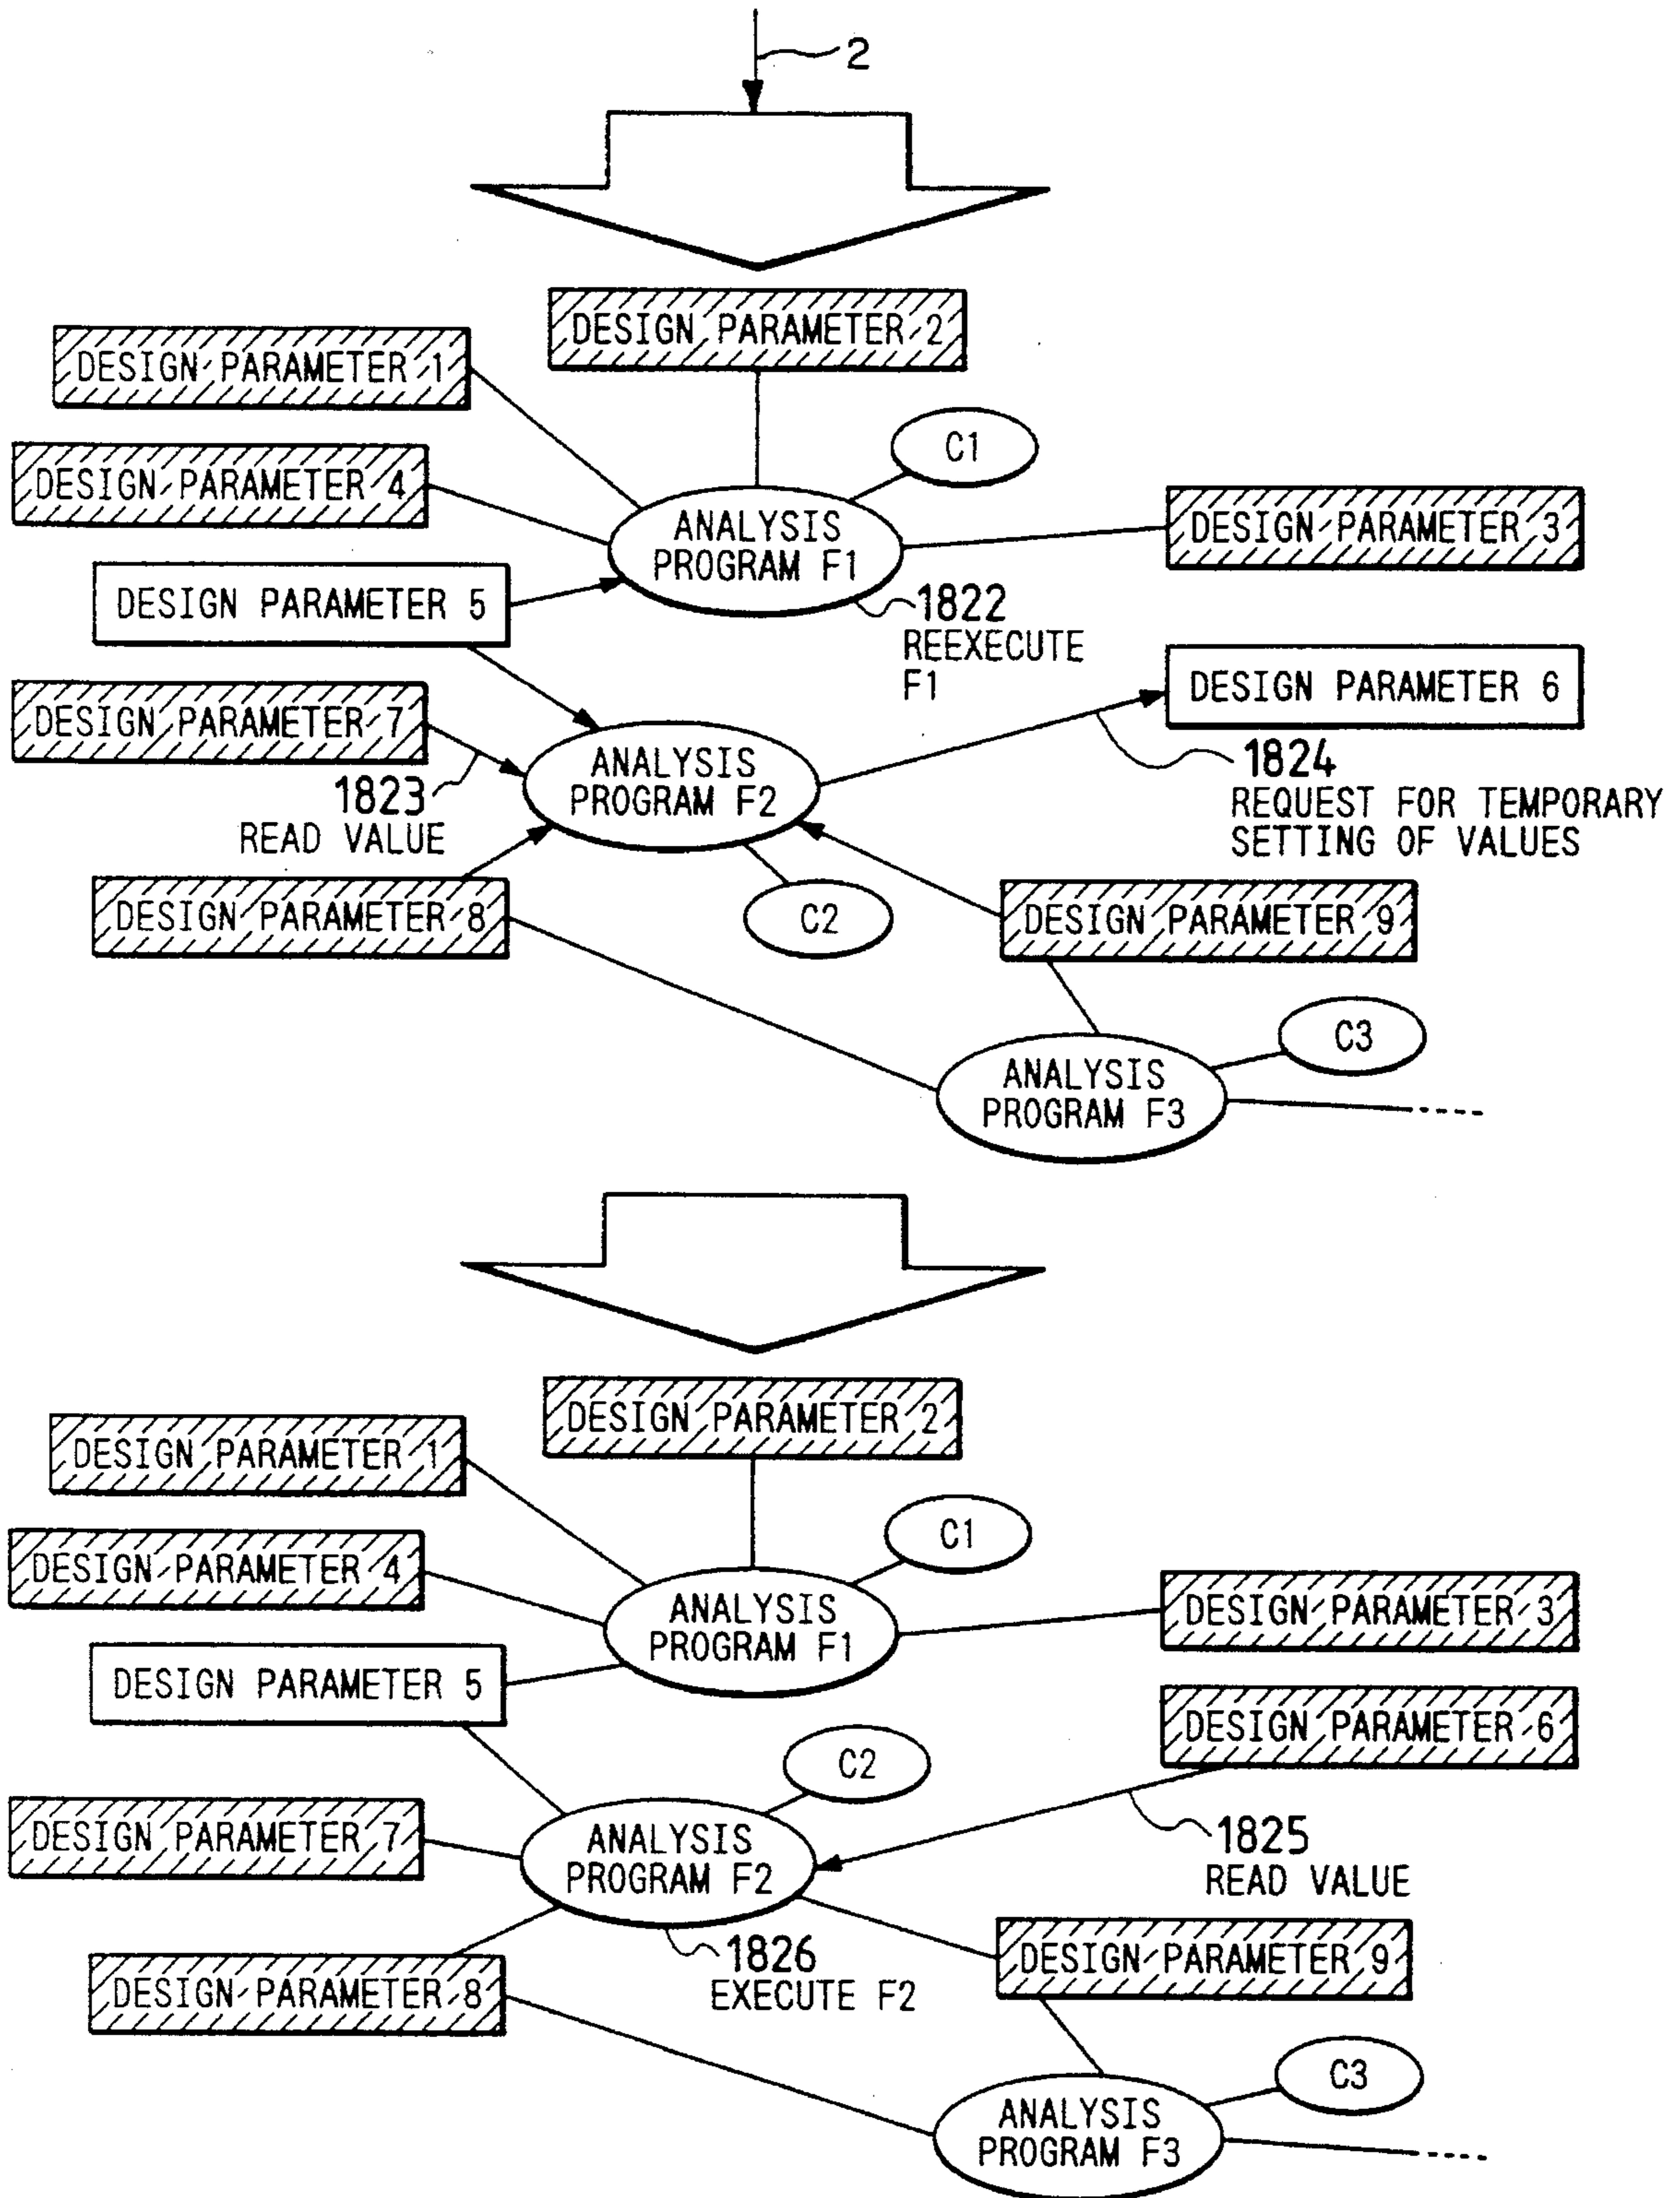 2
DESIGN PARAMETER 2
DESIGN PARAMETER 1
C1
DESIGN PARAMETER 4
ANALYSIS
PROGRAM F1
DESIGN PARAMETER 3
DESIGN PARAMETER 5
1822
REEXECUTE
F1
DESIGN PARAMETER 6
DESIGN PARAMETER 7
ANALYSIS
PROGRAM F2
1823
READ VALUE
1824
REQUEST FOR TEMPORARY
SETTING OF VALUES
DESIGN PARAMETER 8
C2
DESIGN PARAMETER 9
C3
ANALYSIS
PROGRAM F3
DESIGN PARAMETER 2
DESIGN PARAMETER 1
C1
DESIGN PARAMETER 4
ANALYSIS
PROGRAM F1
DESIGN PARAMETER 3
DESIGN PARAMETER 5
DESIGN PARAMETER 6
C2
DESIGN PARAMETER 7
ANALYSIS
PROGRAM F2
1825
READ VALUE
1826
EXECUTE F2
DESIGN PARAMETER 9
DESIGN PARAMETER 8
C3
ANALYSIS
PROGRAM F3